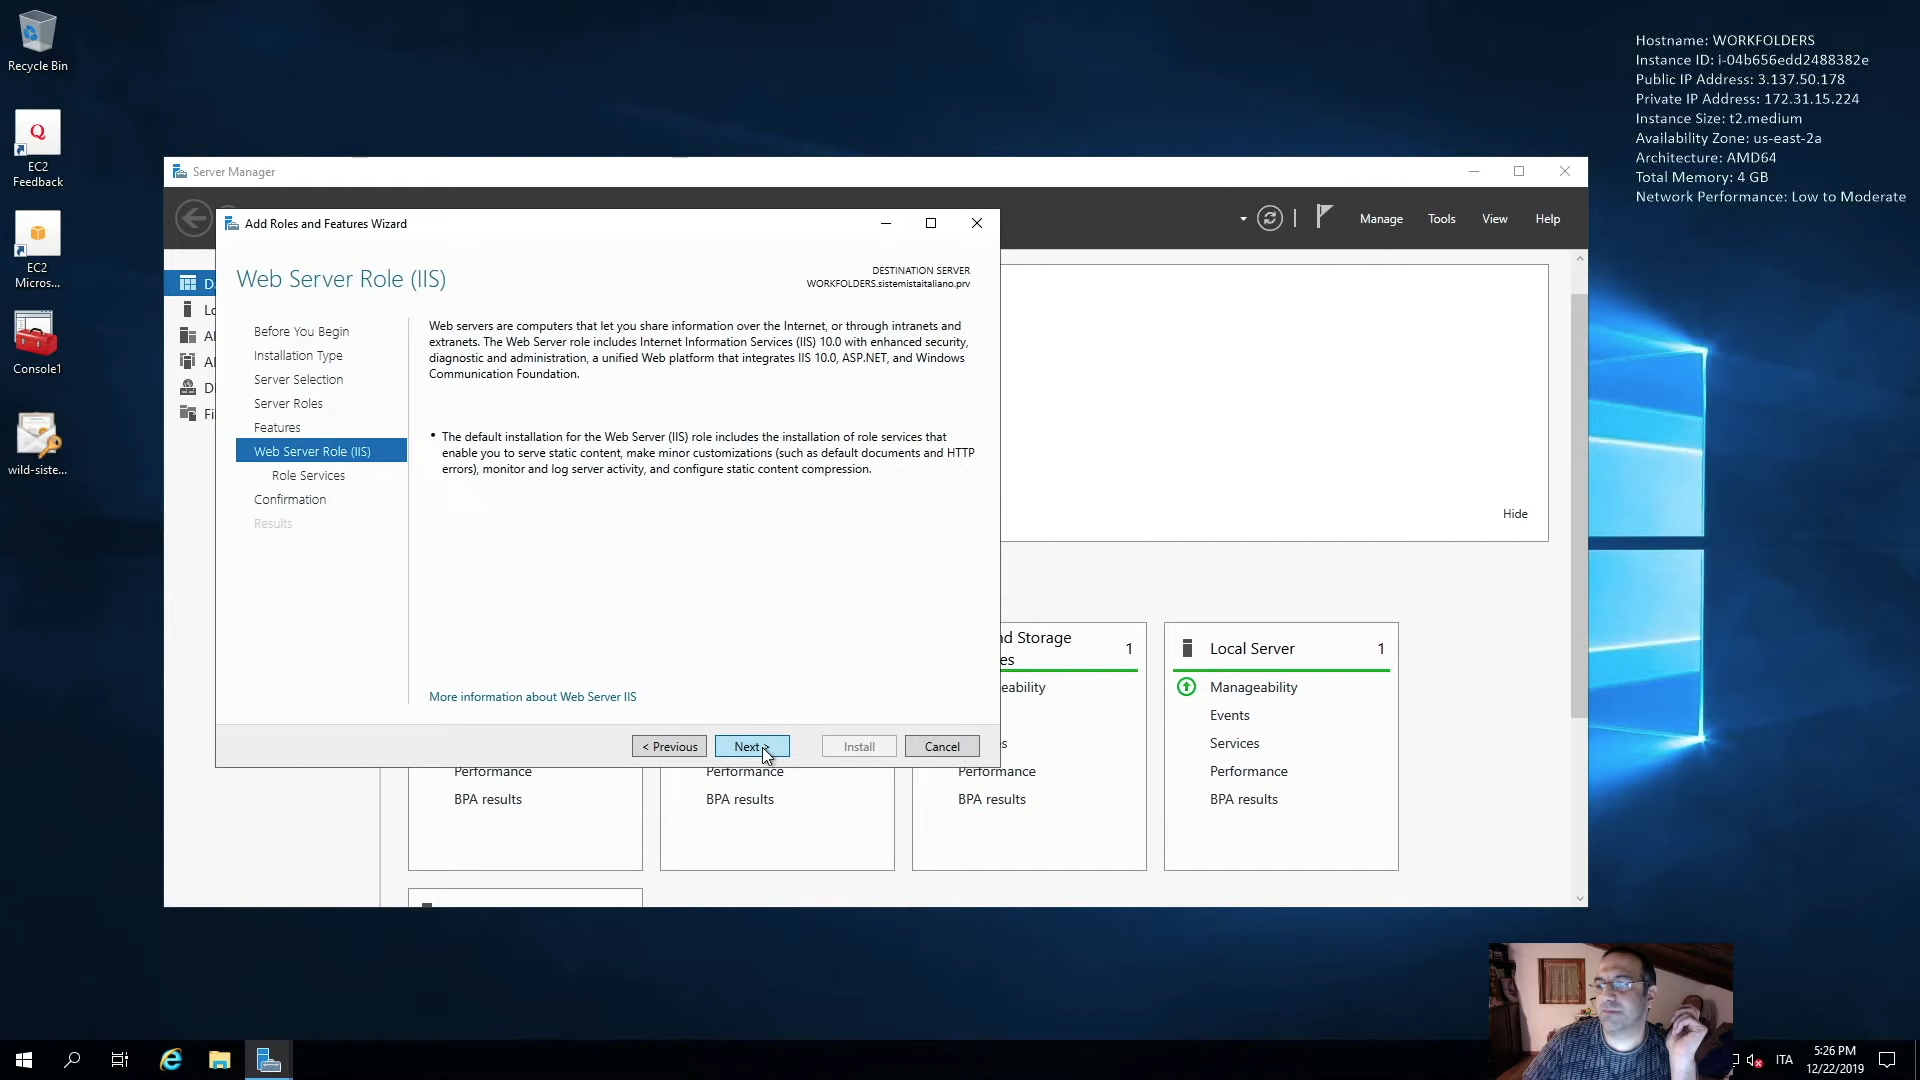 Recycle Bin
EC2
Feedback
EC2
Micros...
Console1
wild-siste...
Hostname: WORKFOLDERS
Instance ID: i-04b656edd2488382e
Public IP Address: 3.137.50.178
Private IP Address: 172.31.15.224
Instance Size: t2.medium
Availability Zone: us-east-2a
Architecture: AMD64
Total Memory: 4 GB
Network Performance: Low to Moderate
Server Manager
Manage
Tools
View
Help
Add Roles and Features Wizard
Web Server Role (IIS)
DESTINATION SERVER
WORKFOLDERS.sistemistaitaliano.prv
Before You Begin
Installation Type
Server Selection
Server Roles
Features
Web Server Role (IIS)
Role Services
Confirmation
Results
Web servers are computers that let you share information over the Internet, or through intranets and
extranets. The Web Server role includes Internet Information Services (IIS) 10.0 with enhanced security,
diagnostic and administration, a unified Web platform that integrates IIS 10.0, ASP.NET, and Windows
Communication Foundation.
• The default installation for the Web Server (IIS) role includes the installation of role services that
enable you to serve static content, make minor customizations (such as default documents and HTTP
errors), monitor and log server activity, and configure static content compression.
More information about Web Server IIS
< Previous
Next >
Install
Cancel
Hide
nd Storage
es
1
eability
s
Performance
BPA results
Performance
BPA results
Performance
BPA results
Local Server
1
Manageability
Events
Services
Performance
BPA results
ITA
5:26 PM
12/22/2019